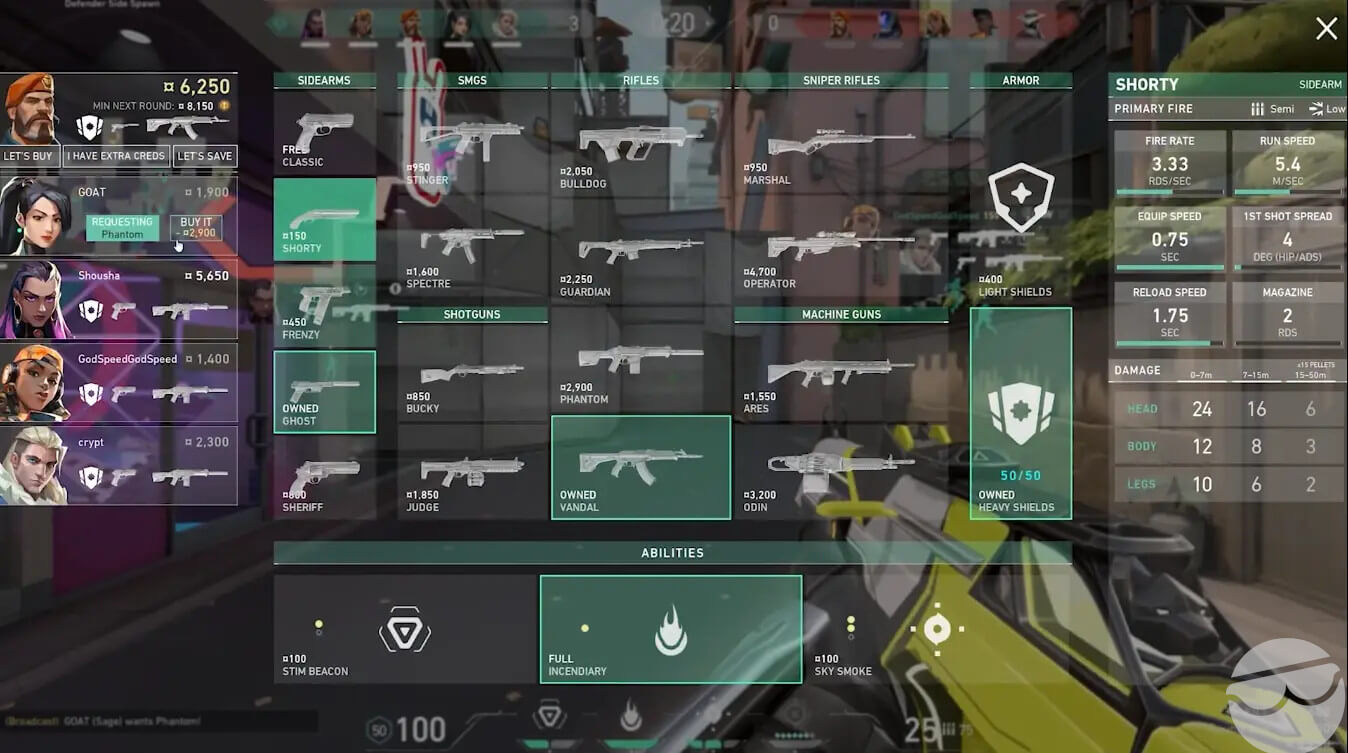 Defender Side Spawn
3
0:20
0
¤ 6,250
MIN NEXT ROUND: ¤ 8,150
LET'S BUY
I HAVE EXTRA CREDS
LET'S SAVE
GOAT
¤ 1,900
REQUESTING
Phantom
BUY IT
- ¤2,900
Shousha
¤ 5,650
GodSpeedGodSpeed
¤ 1,400
crypt
¤ 2,300
SIDEARMS
FREE
CLASSIC
¤150
SHORTY
¤450
FRENZY
OWNED
GHOST
¤800
SHERIFF
SMGS
¤950
STINGER
¤1,600
SPECTRE
SHOTGUNS
¤850
BUCKY
¤1,850
JUDGE
RIFLES
¤2,050
BULLDOG
¤2,250
GUARDIAN
¤2,900
PHANTOM
OWNED
VANDAL
SNIPER RIFLES
¤950
MARSHAL
¤4,700
OPERATOR
MACHINE GUNS
¤1,550
ARES
¤3,200
ODIN
ARMOR
¤400
LIGHT SHIELDS
50/50
OWNED
HEAVY SHIELDS
SHORTY
SIDEARM
PRIMARY FIRE
Semi
Low
FIRE RATE
3.33
RDS/SEC
RUN SPEED
5.4
M/SEC
EQUIP SPEED
0.75
SEC
1ST SHOT SPREAD
4
DEG (HIP/ADS)
RELOAD SPEED
1.75
SEC
MAGAZINE
2
RDS
x15 PELLETS
DAMAGE 0-7m 7-15m 15-50m
HEAD 24 16 6
BODY 12 8 3
LEGS 10 6 2
ABILITIES
¤100
STIM BEACON
FULL
INCENDIARY
¤100
SKY SMOKE
(Broadcast) GOAT (Sage) wants Phantom!
50
100
25
75